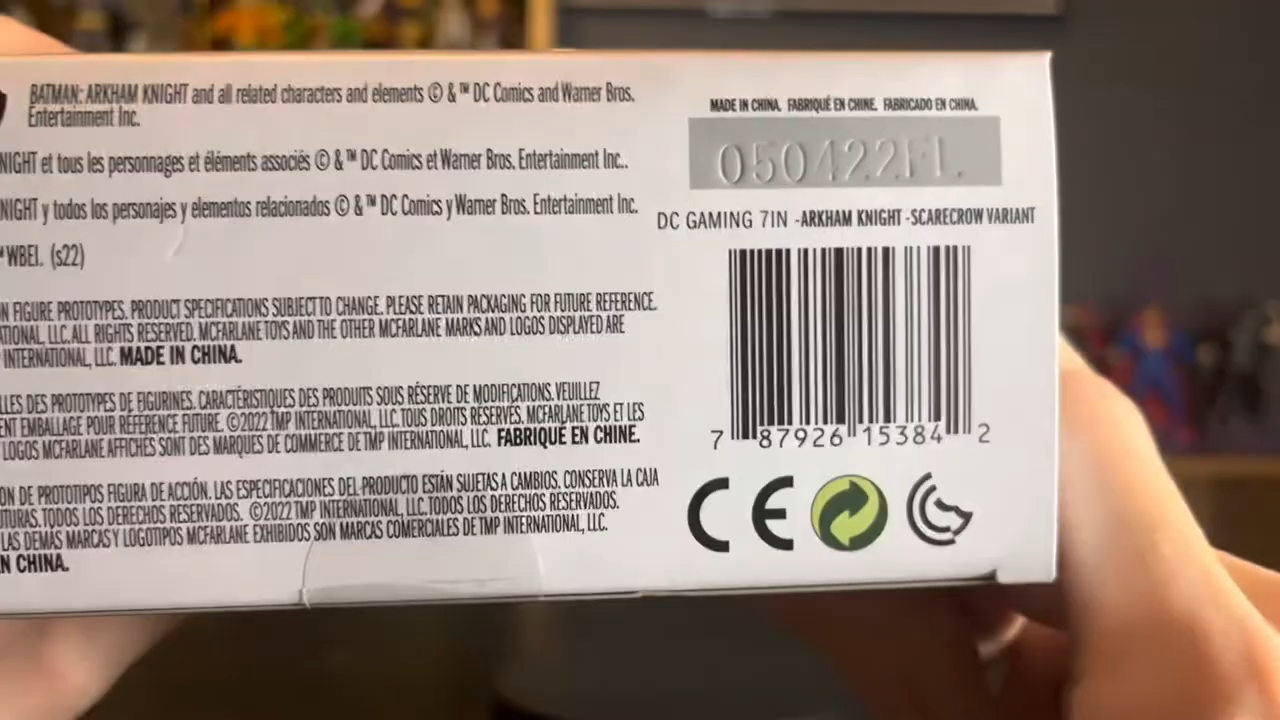 BATMAN: ARKHAM KNIGHT and all related characters and elements © & ™ DC Comics and Warner Bros.
Entertainment Inc.
NIGHT et tous les personnages et éléments associés © & ™ DC Comics et Warner Bros. Entertainment Inc..
NIGHT y todos los personajes y elementos relacionados © & ™ DC Comics y Warner Bros. Entertainment Inc.
WBEI. (s22)
N FIGURE PROTOTYPES. PRODUCT SPECIFICATIONS SUBJECT TO CHANGE. PLEASE RETAIN PACKAGING FOR FUTURE REFERENCE.
ATIONAL, LLC. ALL RIGHTS RESERVED. MCFARLANE TOYS AND THE OTHER MCFARLANE MARKS AND LOGOS DISPLAYED ARE
INTERNATIONAL, LLC. MADE IN CHINA.
LLES DES PROTOTYPES DE FIGURINES. CARACTÉRISTIQUES DES PRODUITS SOUS RÉSERVE DE MODIFICATIONS. VEUILLEZ
ENT EMBALLAGE POUR RÉFÉRENCE FUTURE. ©2022 TMP INTERNATIONAL, LLC. TOUS DROITS RÉSERVÉS. MCFARLANE TOYS ET LES
LOGOS MCFARLANE AFFICHÉS SONT DES MARQUES DE COMMERCE DE TMP INTERNATIONAL, LLC. FABRIQUÉ EN CHINE.
ON DE PROTOTIPOS FIGURA DE ACCIÓN. LAS ESPECIFICACIONES DEL PRODUCTO ESTÁN SUJETAS A CAMBIOS. CONSERVA LA CAJA
UTURAS. TODOS LOS DERECHOS RESERVADOS. ©2022 TMP INTERNATIONAL, LLC. TODOS LOS DERECHOS RESERVADOS.
LAS DEMÁS MARCAS Y LOGOTIPOS MCFARLANE EXHIBIDOS SON MARCAS COMERCIALES DE TMP INTERNATIONAL, LLC.
N CHINA.
MADE IN CHINA. FABRIQUÉ EN CHINE. FABRICADO EN CHINA.
050422FL
DC GAMING 7IN -ARKHAM KNIGHT -SCARECROW VARIANT
7 87926 15384 2
CE